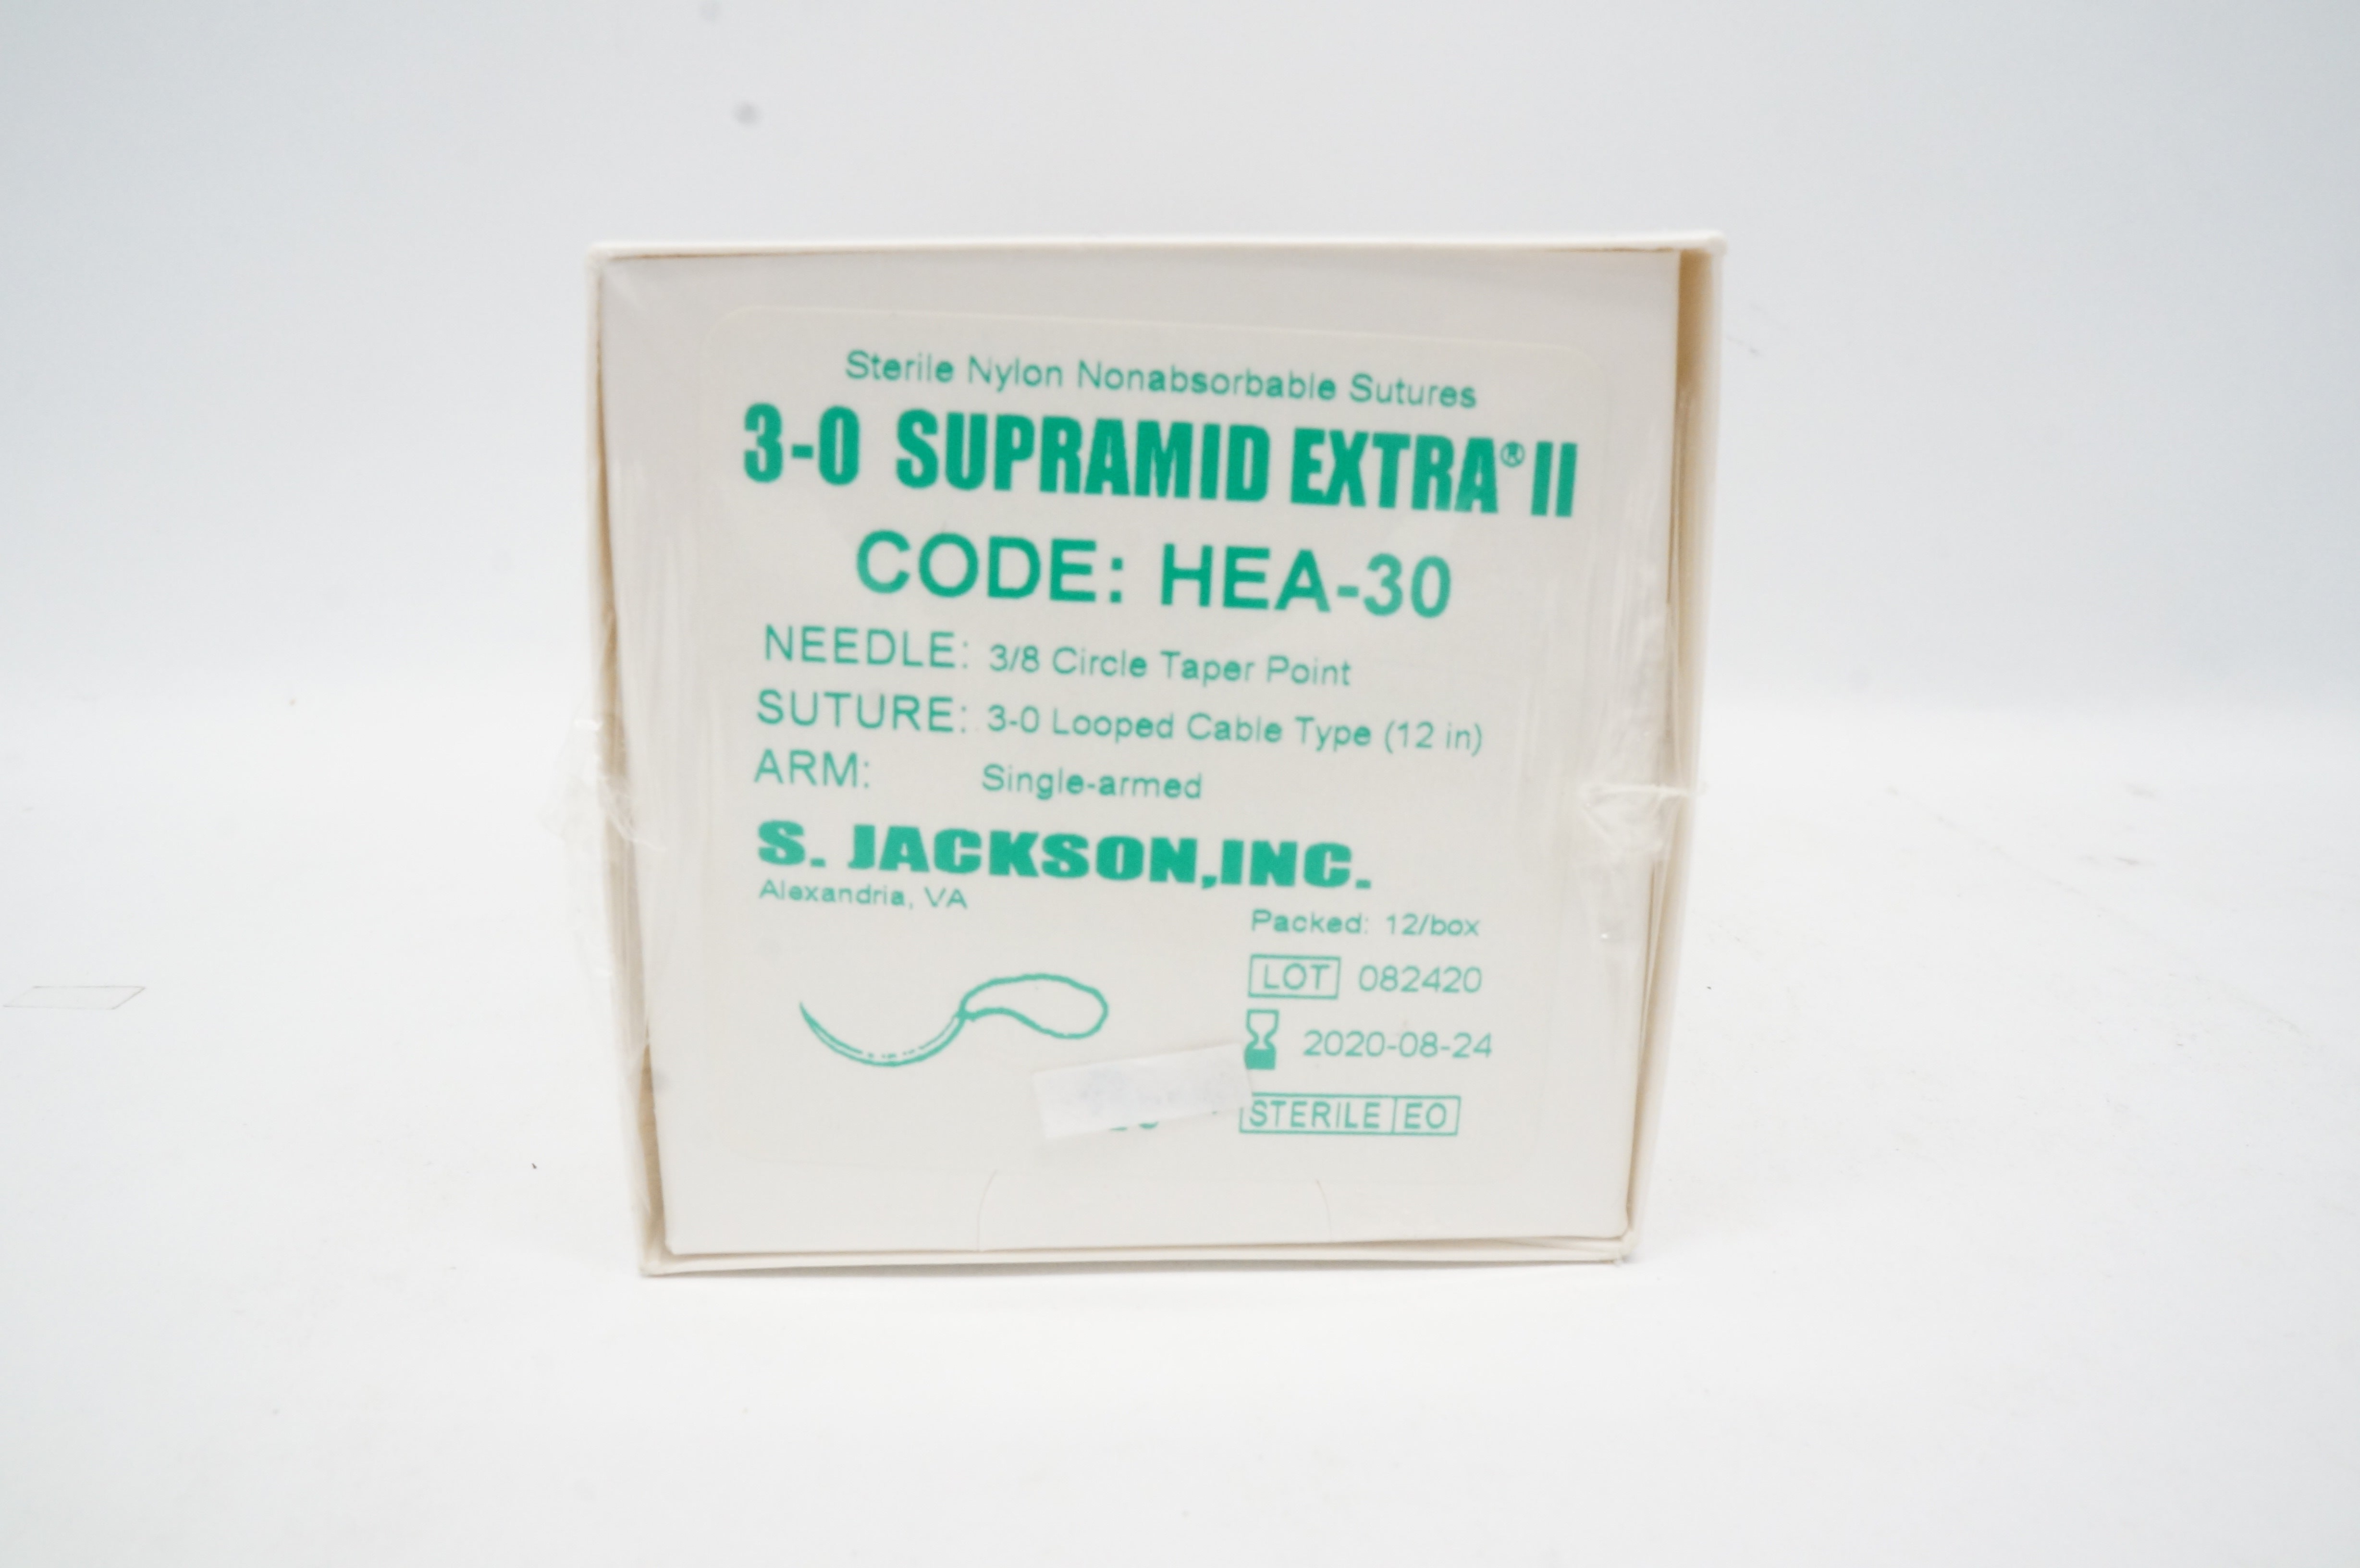 Sterile Nylon Nonabsorbable Sutures
3-0 SUPRAMID EXTRA® II
CODE: HEA-30
NEEDLE: 3/8 Circle Taper Point
SUTURE: 3-0 Looped Cable Type (12 in)
ARM: Single-armed
S. JACKSON,INC.
Alexandria, VA
Packed: 12/box
LOT 082420
2020-08-24
STERILE EO